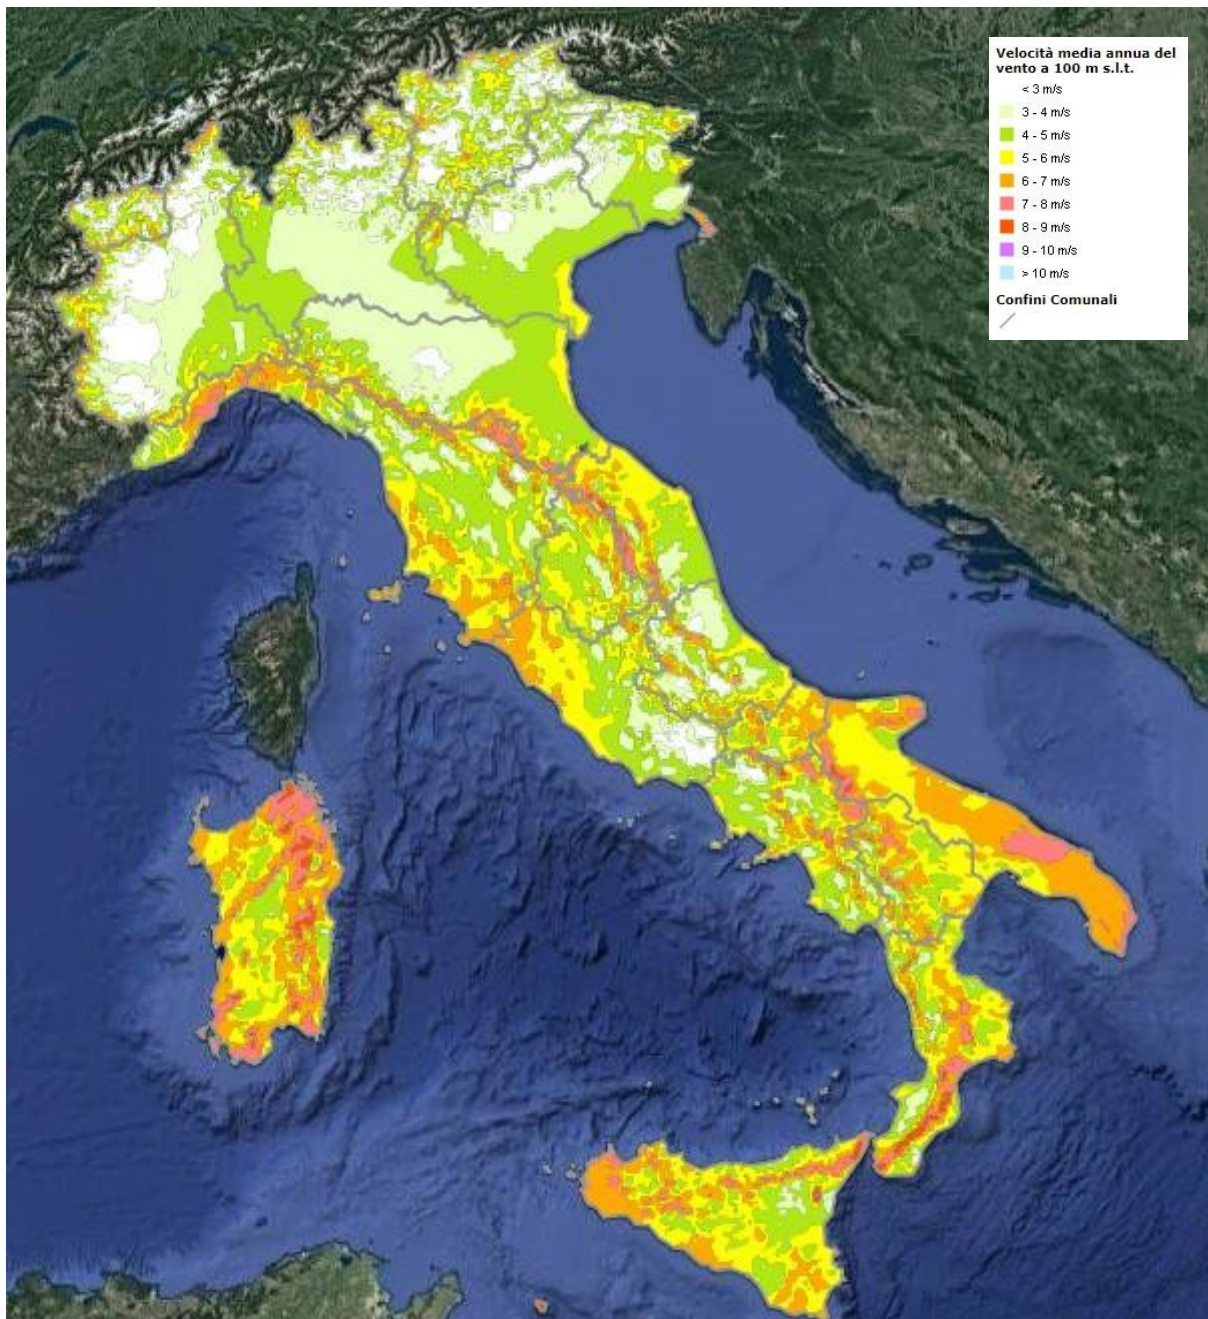 Velocità media annua del
vento a 100 m s.l.t.
< 3 m/s
3 - 4 m/s
4 - 5 m/s
5 - 6 m/s
6 - 7 m/s
7 - 8 m/s
8 - 9 m/s
9 - 10 m/s
> 10 m/s
Confini Comunali